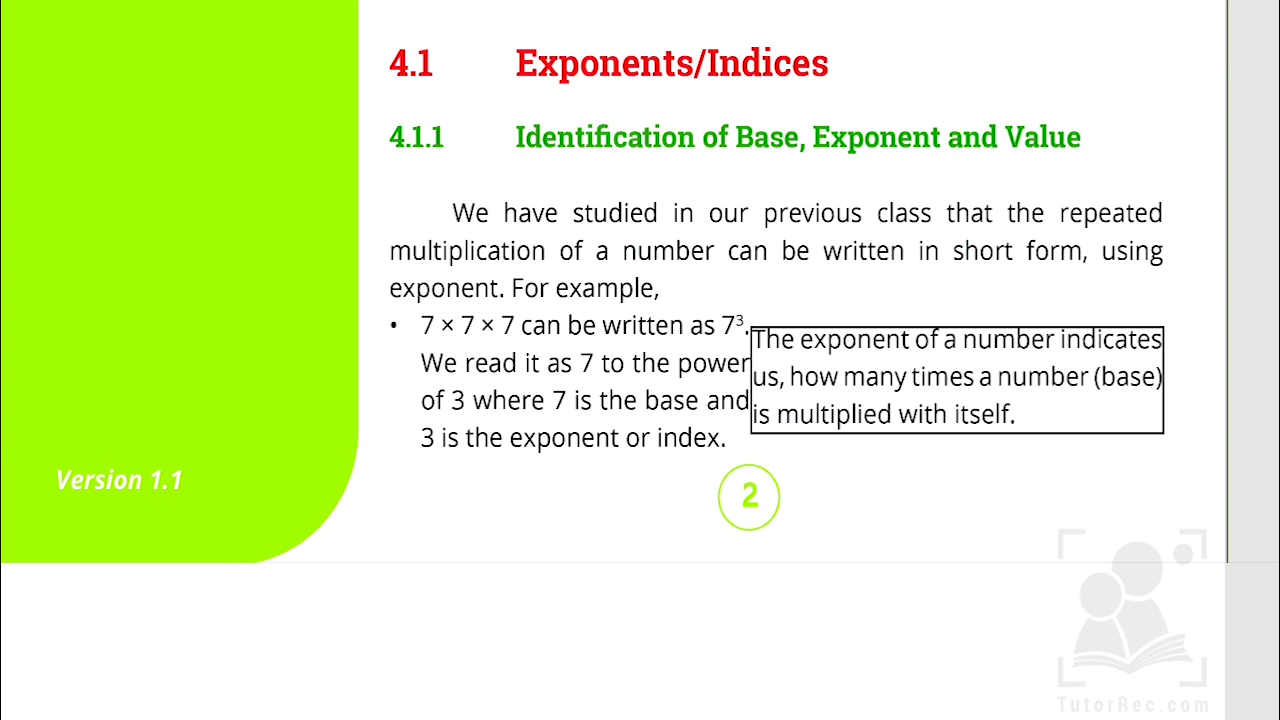 4.1 Exponents/Indices
4.1.1 Identification of Base, Exponent and Value
We have studied in our previous class that the repeated
multiplication of a number can be written in short form, using
exponent. For example,
• 7 × 7 × 7 can be written as 7³.
We read it as 7 to the power
of 3 where 7 is the base and
3 is the exponent or index.
The exponent of a number indicates
us, how many times a number (base)
is multiplied with itself.
Version 1.1
2
TutorRec.com